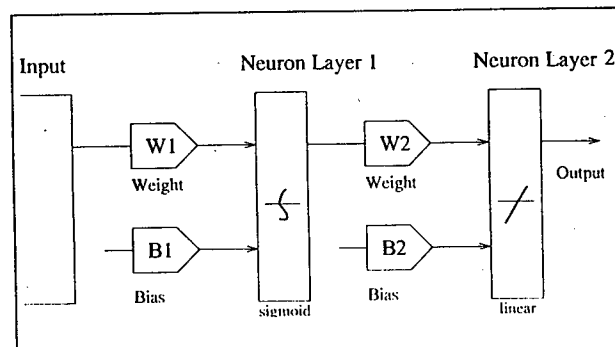 Input
Neuron Layer 1
Neuron Layer 2
W1
W2
Weight
Weight
Output
B1
B2
Bias
Bias
sigmoid
linear